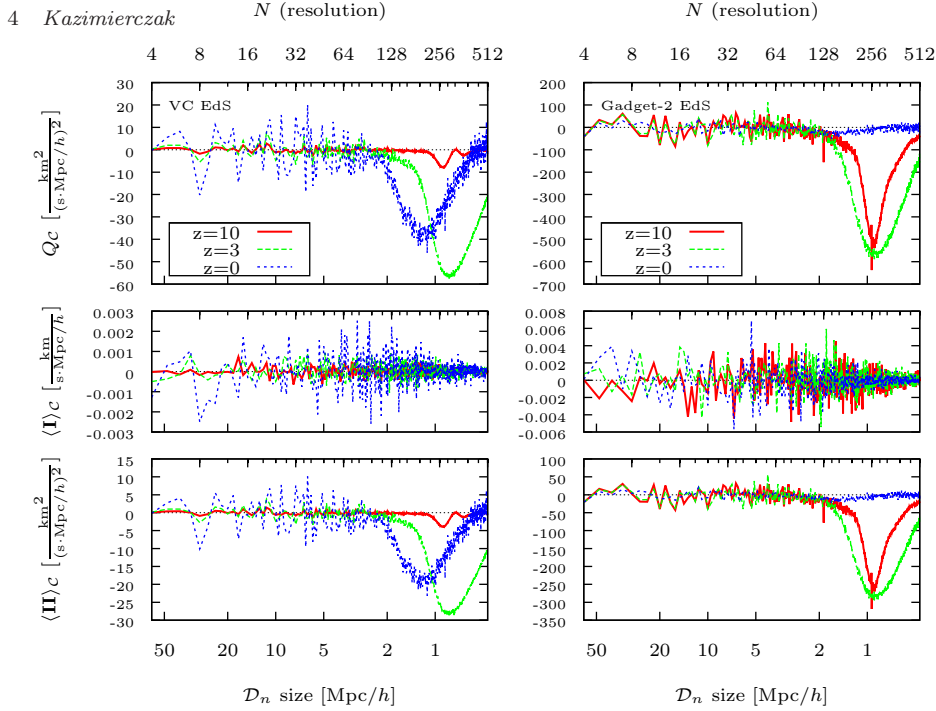 4 Kazimierczak
N (resolution)
4 8 16 32 64 128 256 512
Q_C [km²/(s·Mpc/h)²]
30
20
10
0
-10
-20
-30
-40
-50
-60
VC EdS
z=10
z=3
z=0
⟨I⟩_C [km/(s·Mpc/h)]
0.003
0.002
0.001
0
-0.001
-0.002
-0.003
⟨II⟩_C [km²/(s·Mpc/h)²]
15
10
5
0
-5
-10
-15
-20
-25
-30
50 20 10 5 2 1
𝒟_n size [Mpc/h]
N (resolution)
4 8 16 32 64 128 256 512
200
100
0
-100
-200
-300
-400
-500
-600
-700
Gadget-2 EdS
z=10
z=3
z=0
0.008
0.006
0.004
0.002
0.000
-0.002
-0.004
-0.006
100
50
0
-50
-100
-150
-200
-250
-300
-350
50 20 10 5 2 1
𝒟_n size [Mpc/h]